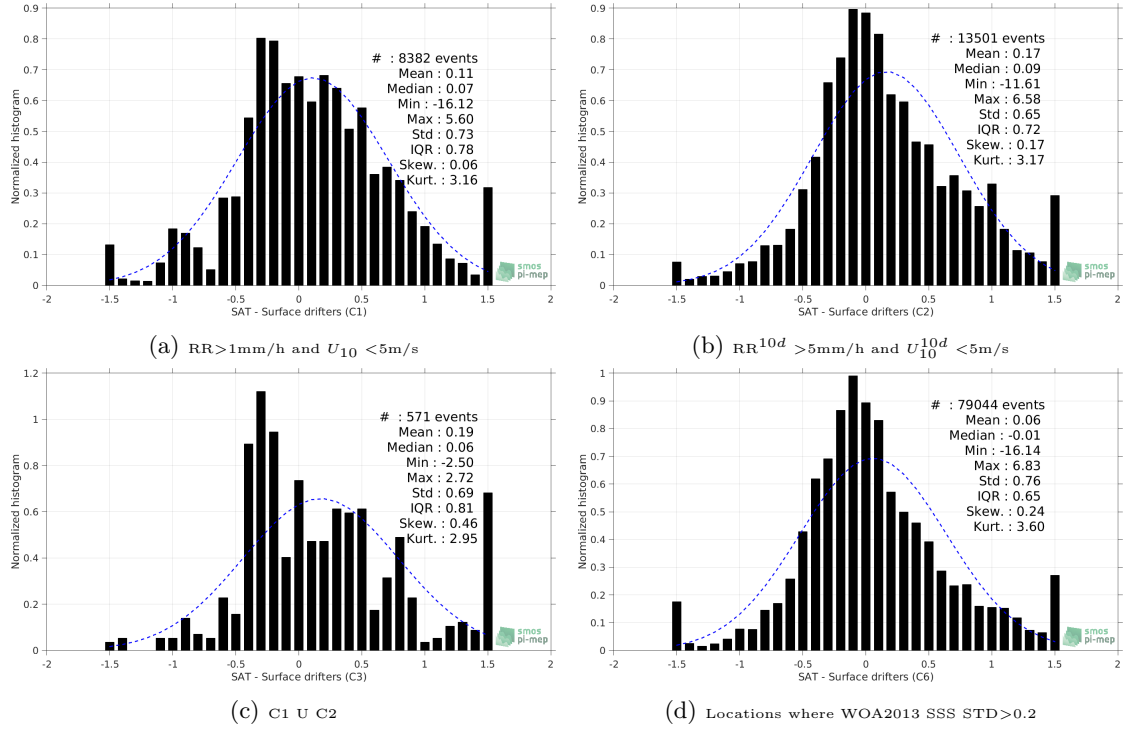 0.9
0.8
0.7
0.6
0.5
0.4
0.3
0.2
0.1
0
Normalized histogram
# : 8382 events
Mean : 0.11
Median : 0.07
Min : -16.12
Max : 5.60
Std : 0.73
IQR : 0.78
Skew. : 0.06
Kurt. : 3.16
smos
pi-mep
-2 -1.5 -1 -0.5 0 0.5 1 1.5 2
SAT - Surface drifters (C1)
(a) RR>1mm/h and U10 <5m/s
0.9
0.8
0.7
0.6
0.5
0.4
0.3
0.2
0.1
0
Normalized histogram
# : 13501 events
Mean : 0.17
Median : 0.09
Min : -11.61
Max : 6.58
Std : 0.65
IQR : 0.72
Skew. : 0.17
Kurt. : 3.17
smos
pi-mep
-2 -1.5 -1 -0.5 0 0.5 1 1.5 2
SAT - Surface drifters (C2)
(b) RR^10d >5mm/h and U10^10d <5m/s
1.2
1
0.8
0.6
0.4
0.2
0
Normalized histogram
# : 571 events
Mean : 0.19
Median : 0.06
Min : -2.50
Max : 2.72
Std : 0.69
IQR : 0.81
Skew. : 0.46
Kurt. : 2.95
smos
pi-mep
-2 -1.5 -1 -0.5 0 0.5 1 1.5 2
SAT - Surface drifters (C3)
(c) C1 U C2
1
0.9
0.8
0.7
0.6
0.5
0.4
0.3
0.2
0.1
0
Normalized histogram
# : 79044 events
Mean : 0.06
Median : -0.01
Min : -16.14
Max : 6.83
Std : 0.76
IQR : 0.65
Skew. : 0.24
Kurt. : 3.60
smos
pi-mep
-2 -1.5 -1 -0.5 0 0.5 1 1.5 2
SAT - Surface drifters (C6)
(d) Locations where WOA2013 SSS STD>0.2